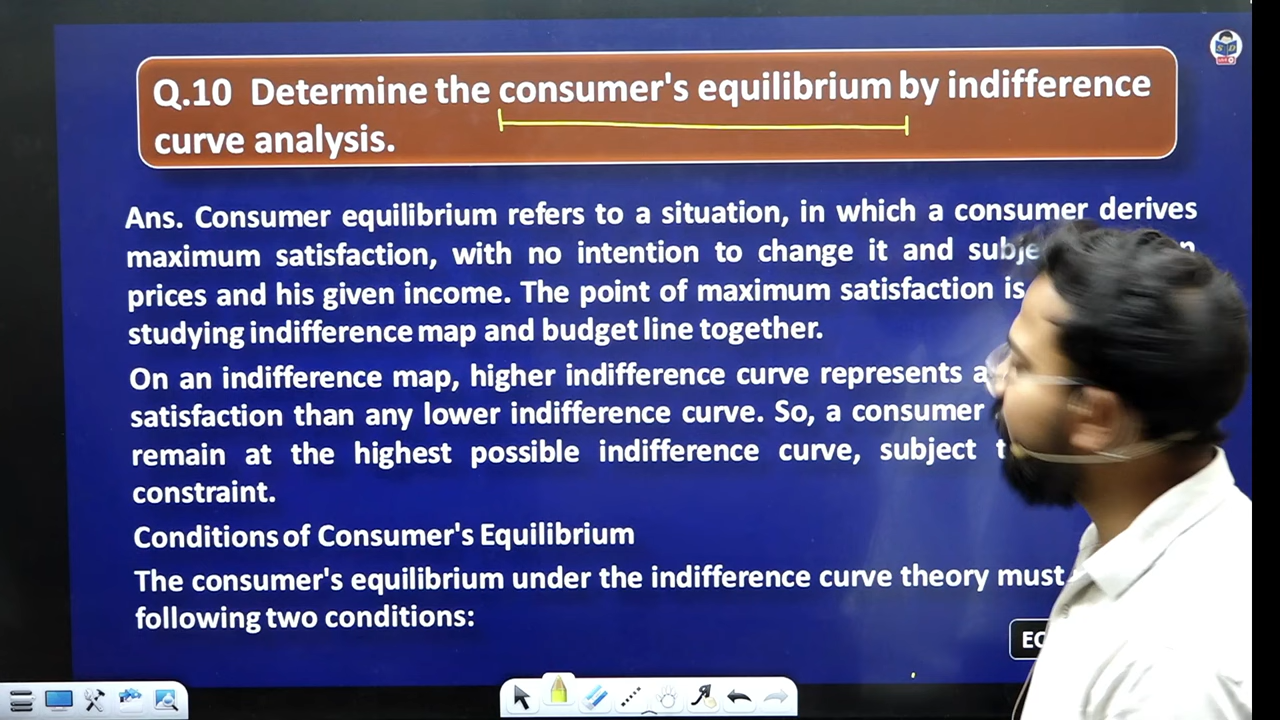 Q.10 Determine the consumer's equilibrium by indifference
curve analysis.
Ans. Consumer equilibrium refers to a situation, in which a consumer derives
maximum satisfaction, with no intention to change it and
prices and his given income. The point of maximum satisfaction is
studying indifference map and budget line together.
On an indifference map, higher indifference curve represents
satisfaction than any lower indifference curve. So, a consumer
remain at the highest possible indifference curve, subject
constraint.
Conditions of Consumer's Equilibrium
The consumer's equilibrium under the indifference curve theory must
following two conditions: